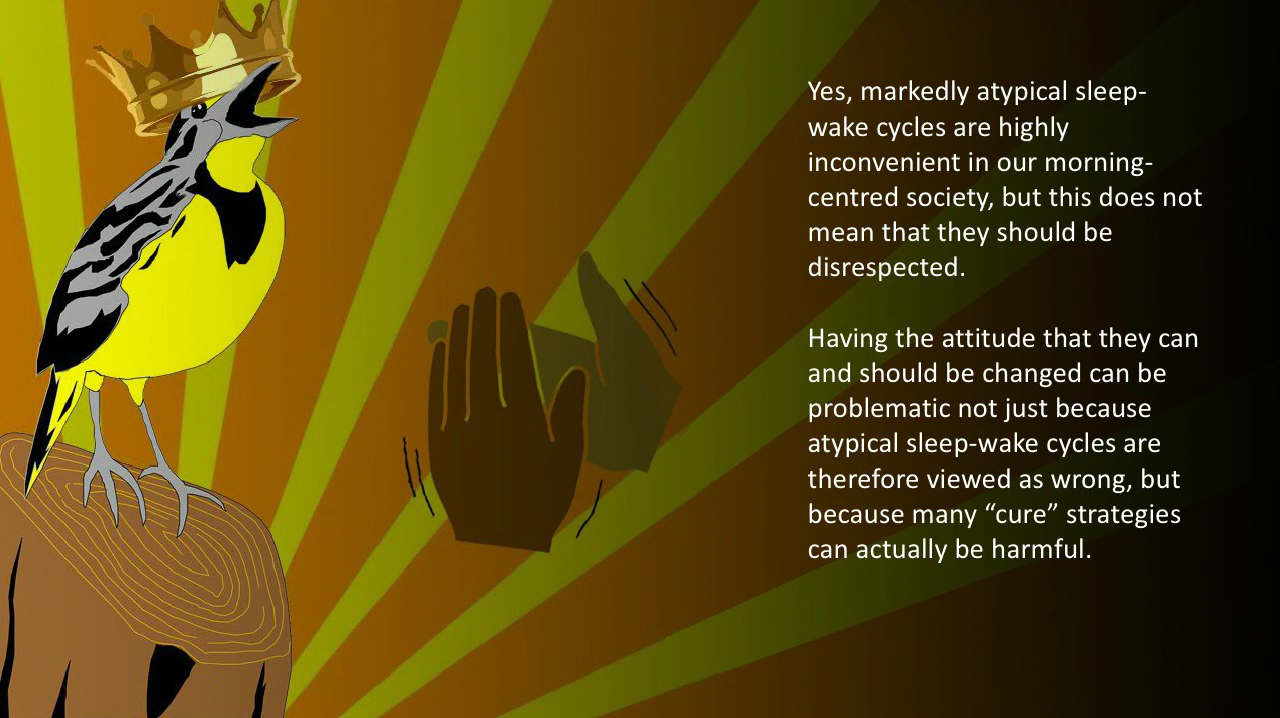 Yes, markedly atypical sleep-
wake cycles are highly
inconvenient in our morning-
centred society, but this does not
mean that they should be
disrespected.
Having the attitude that they can
and should be changed can be
problematic not just because
atypical sleep-wake cycles are
therefore viewed as wrong, but
because many “cure” strategies
can actually be harmful.